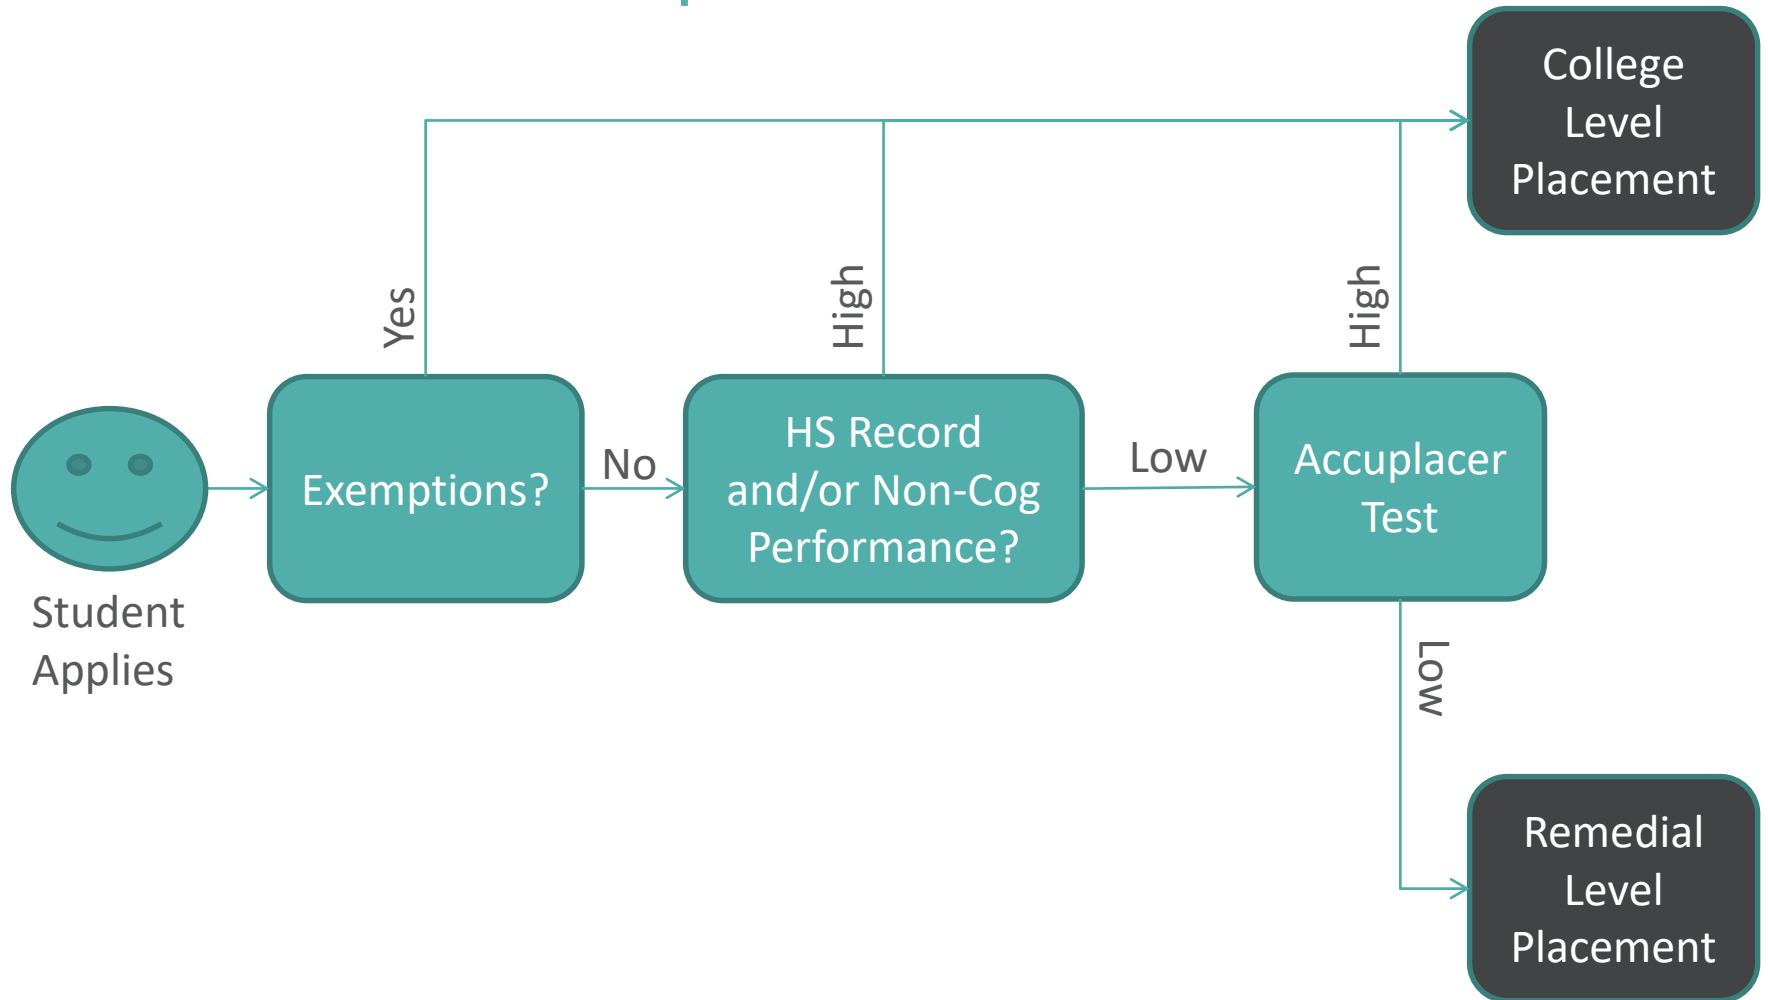 College
Level
Placement
Yes
High
High
Student
Applies
Exemptions?
No
HS Record
and/or Non-Cog
Performance?
Low
Accuplacer
Test
Low
Remedial
Level
Placement